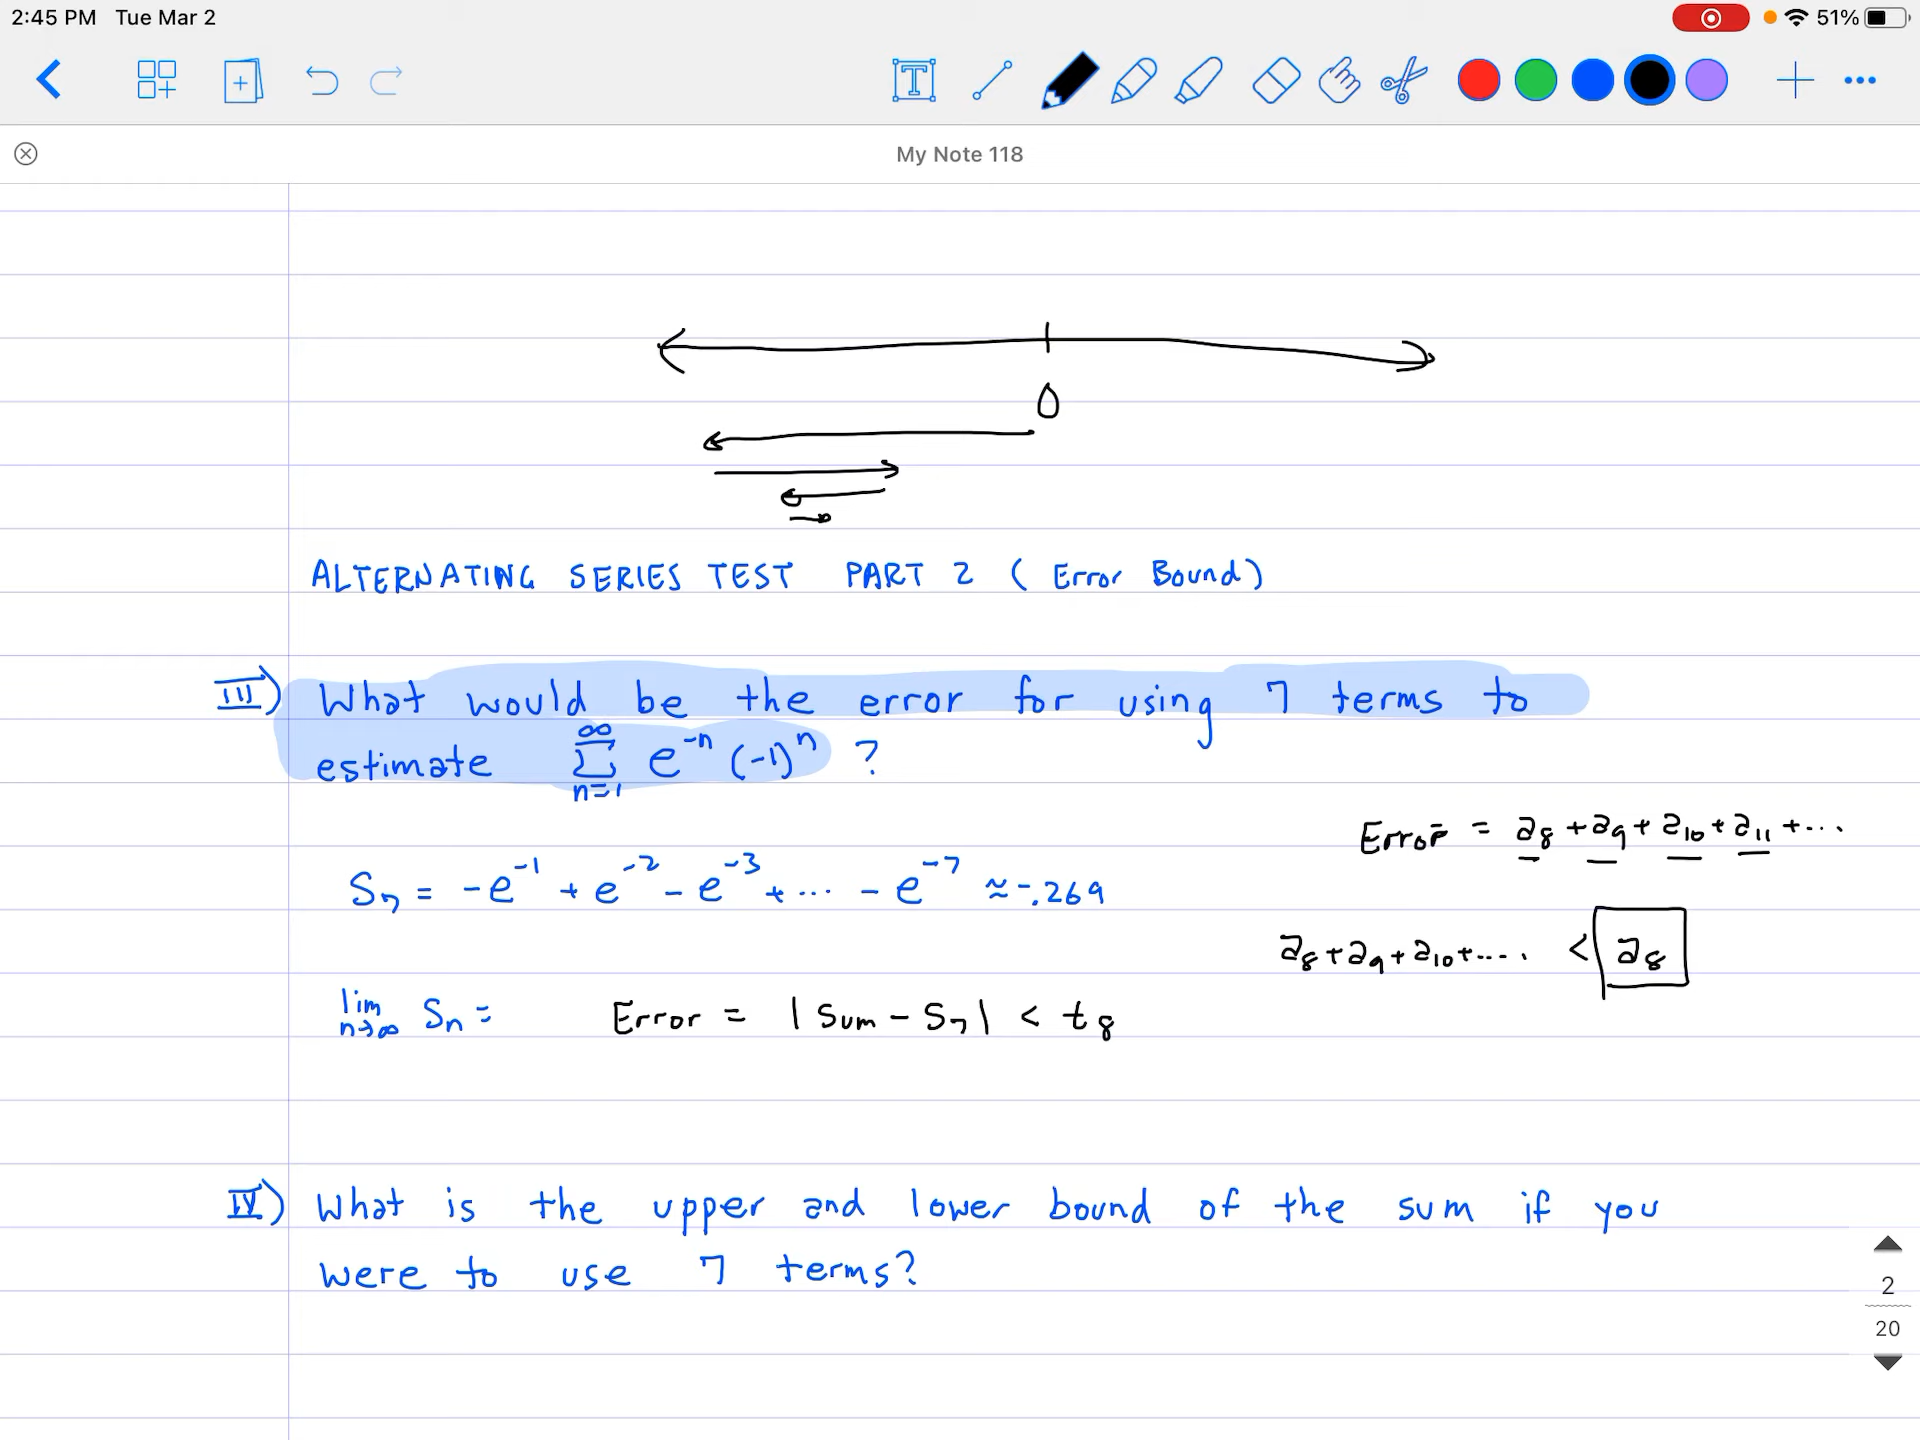 2:45 PM Tue Mar 2
51%
T
My Note 118
0
ALTERNATING SERIES TEST PART 2 (Error Bound)
III) What would be the error for using 7 terms to
estimate ∑_{n=1}^{∞} e^{-n} (-1)^n ?
Error = a_8 + a_9 + a_10 + a_11 + ...
S_7 = -e^{-1} + e^{-2} - e^{-3} + ... - e^{-7} ≈ -.269
a_8 + a_9 + a_10 + .... < a_8
lim_{n→∞} S_n = Error = | Sum - S_7 | < t_8
IV) What is the upper and lower bound of the sum if you
were to use 7 terms?
2
20